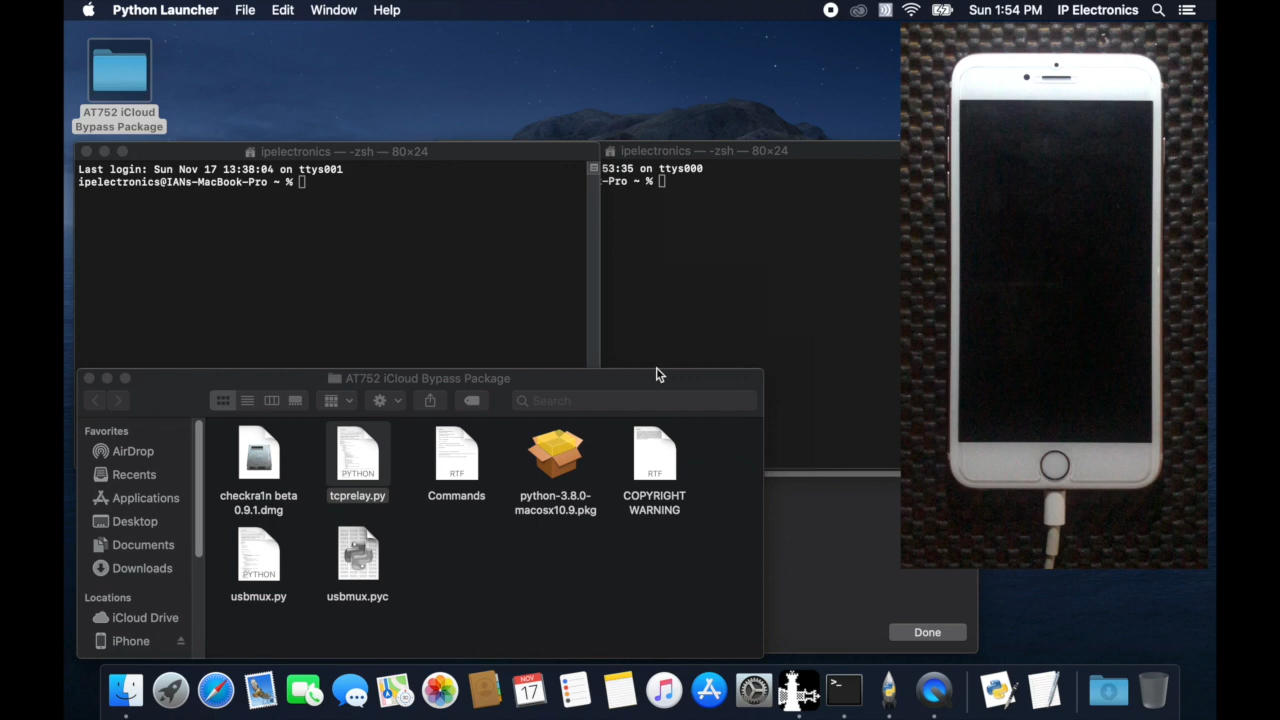 Python Launcher File Edit Window Help Sun 1:54 PM IP Electronics
AT752 iCloud
Bypass Package
ipelectronics — -zsh — 80×24
Last login: Sun Nov 17 13:38:04 on ttys001
ipelectronics@IANs-MacBook-Pro ~ %
ipelectronics — -zsh — 80×24
53:35 on ttys000
-Pro ~ %
AT752 iCloud Bypass Package
Search
Favorites
AirDrop
Recents
Applications
Desktop
Documents
Downloads
Locations
iCloud Drive
iPhone
checkra1n beta
0.9.1.dmg
PYTHON
tcprelay.py
RTF
Commands
python-3.8.0-
macosx10.9.pkg
RTF
COPYRIGHT
WARNING
PYTHON
usbmux.py
usbmux.pyc
Done
NOV
17